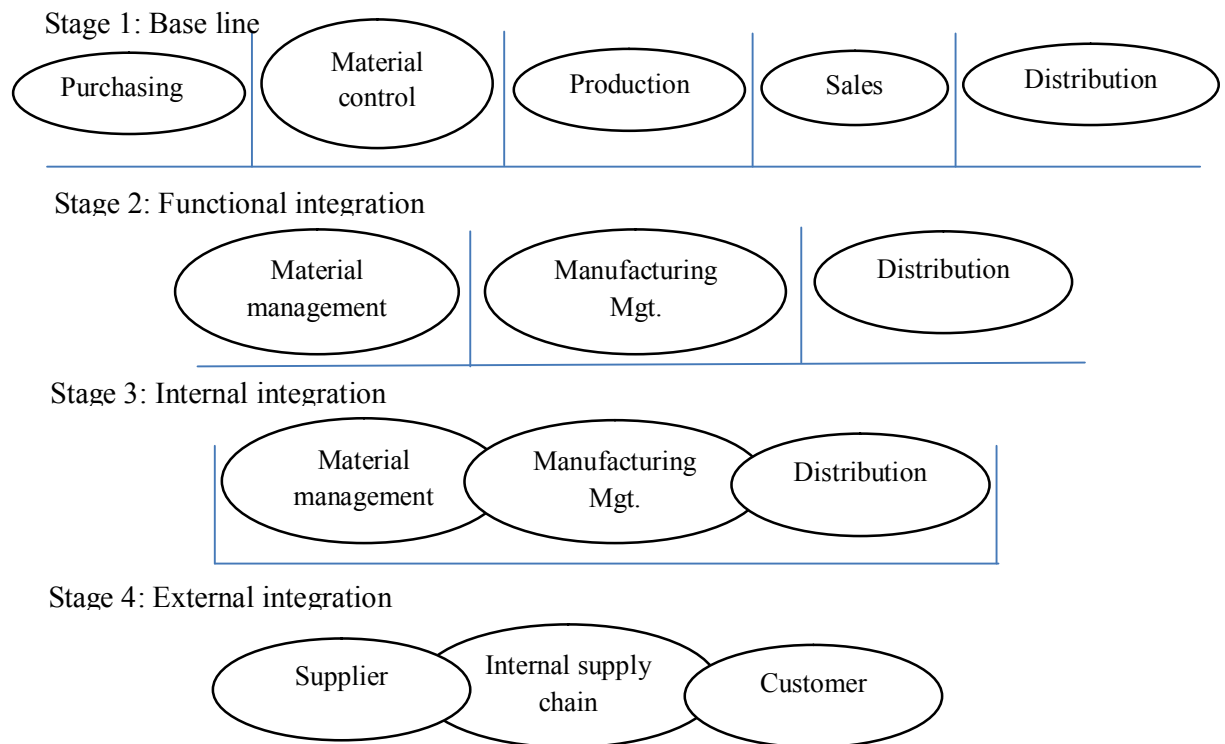 Stage 1: Base line
Purchasing
Material
control
Production
Sales
Distribution
Stage 2: Functional integration
Material
management
Manufacturing
Mgt.
Distribution
Stage 3: Internal integration
Material
management
Manufacturing
Mgt.
Distribution
Stage 4: External integration
Supplier
Internal supply
chain
Customer